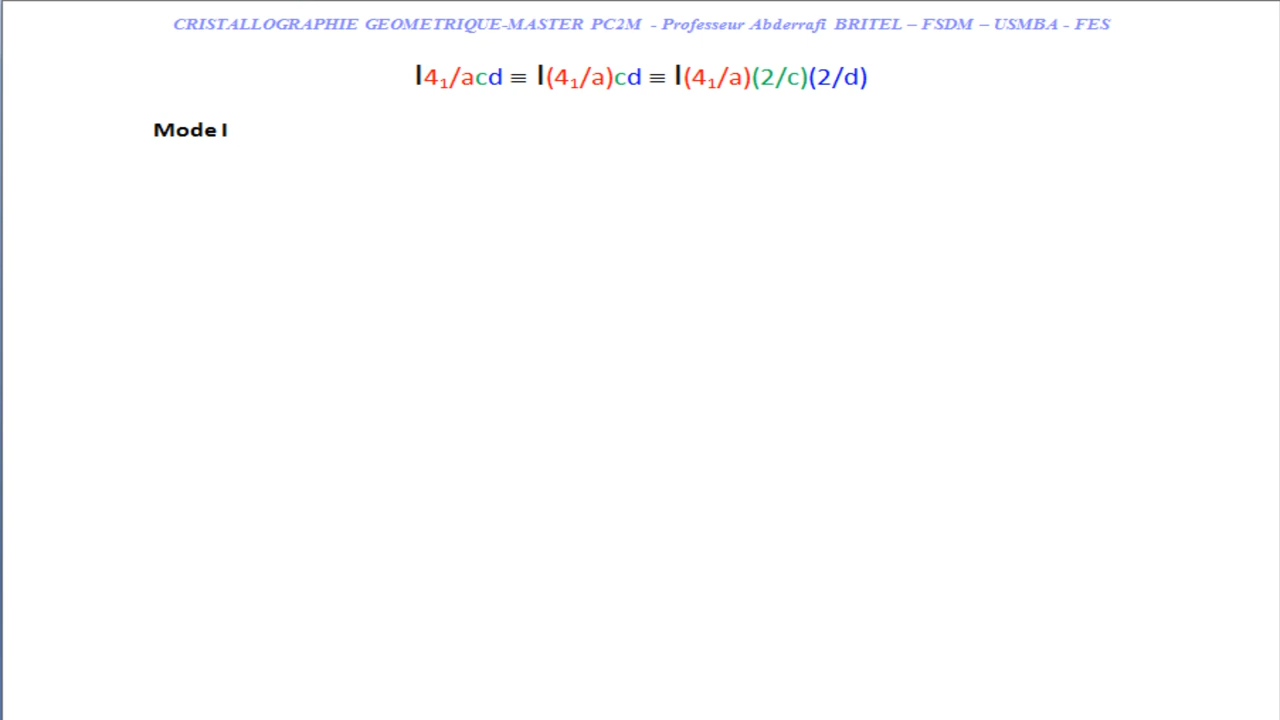 CRISTALLOGRAPHIE GEOMETRIQUE-MASTER PC2M - Professeur Abderrafi BRITEL – FSDM – USMBA - FES
I4₁/acd ≡ I(4₁/a)cd ≡ I(4₁/a)(2/c)(2/d)
Mode I